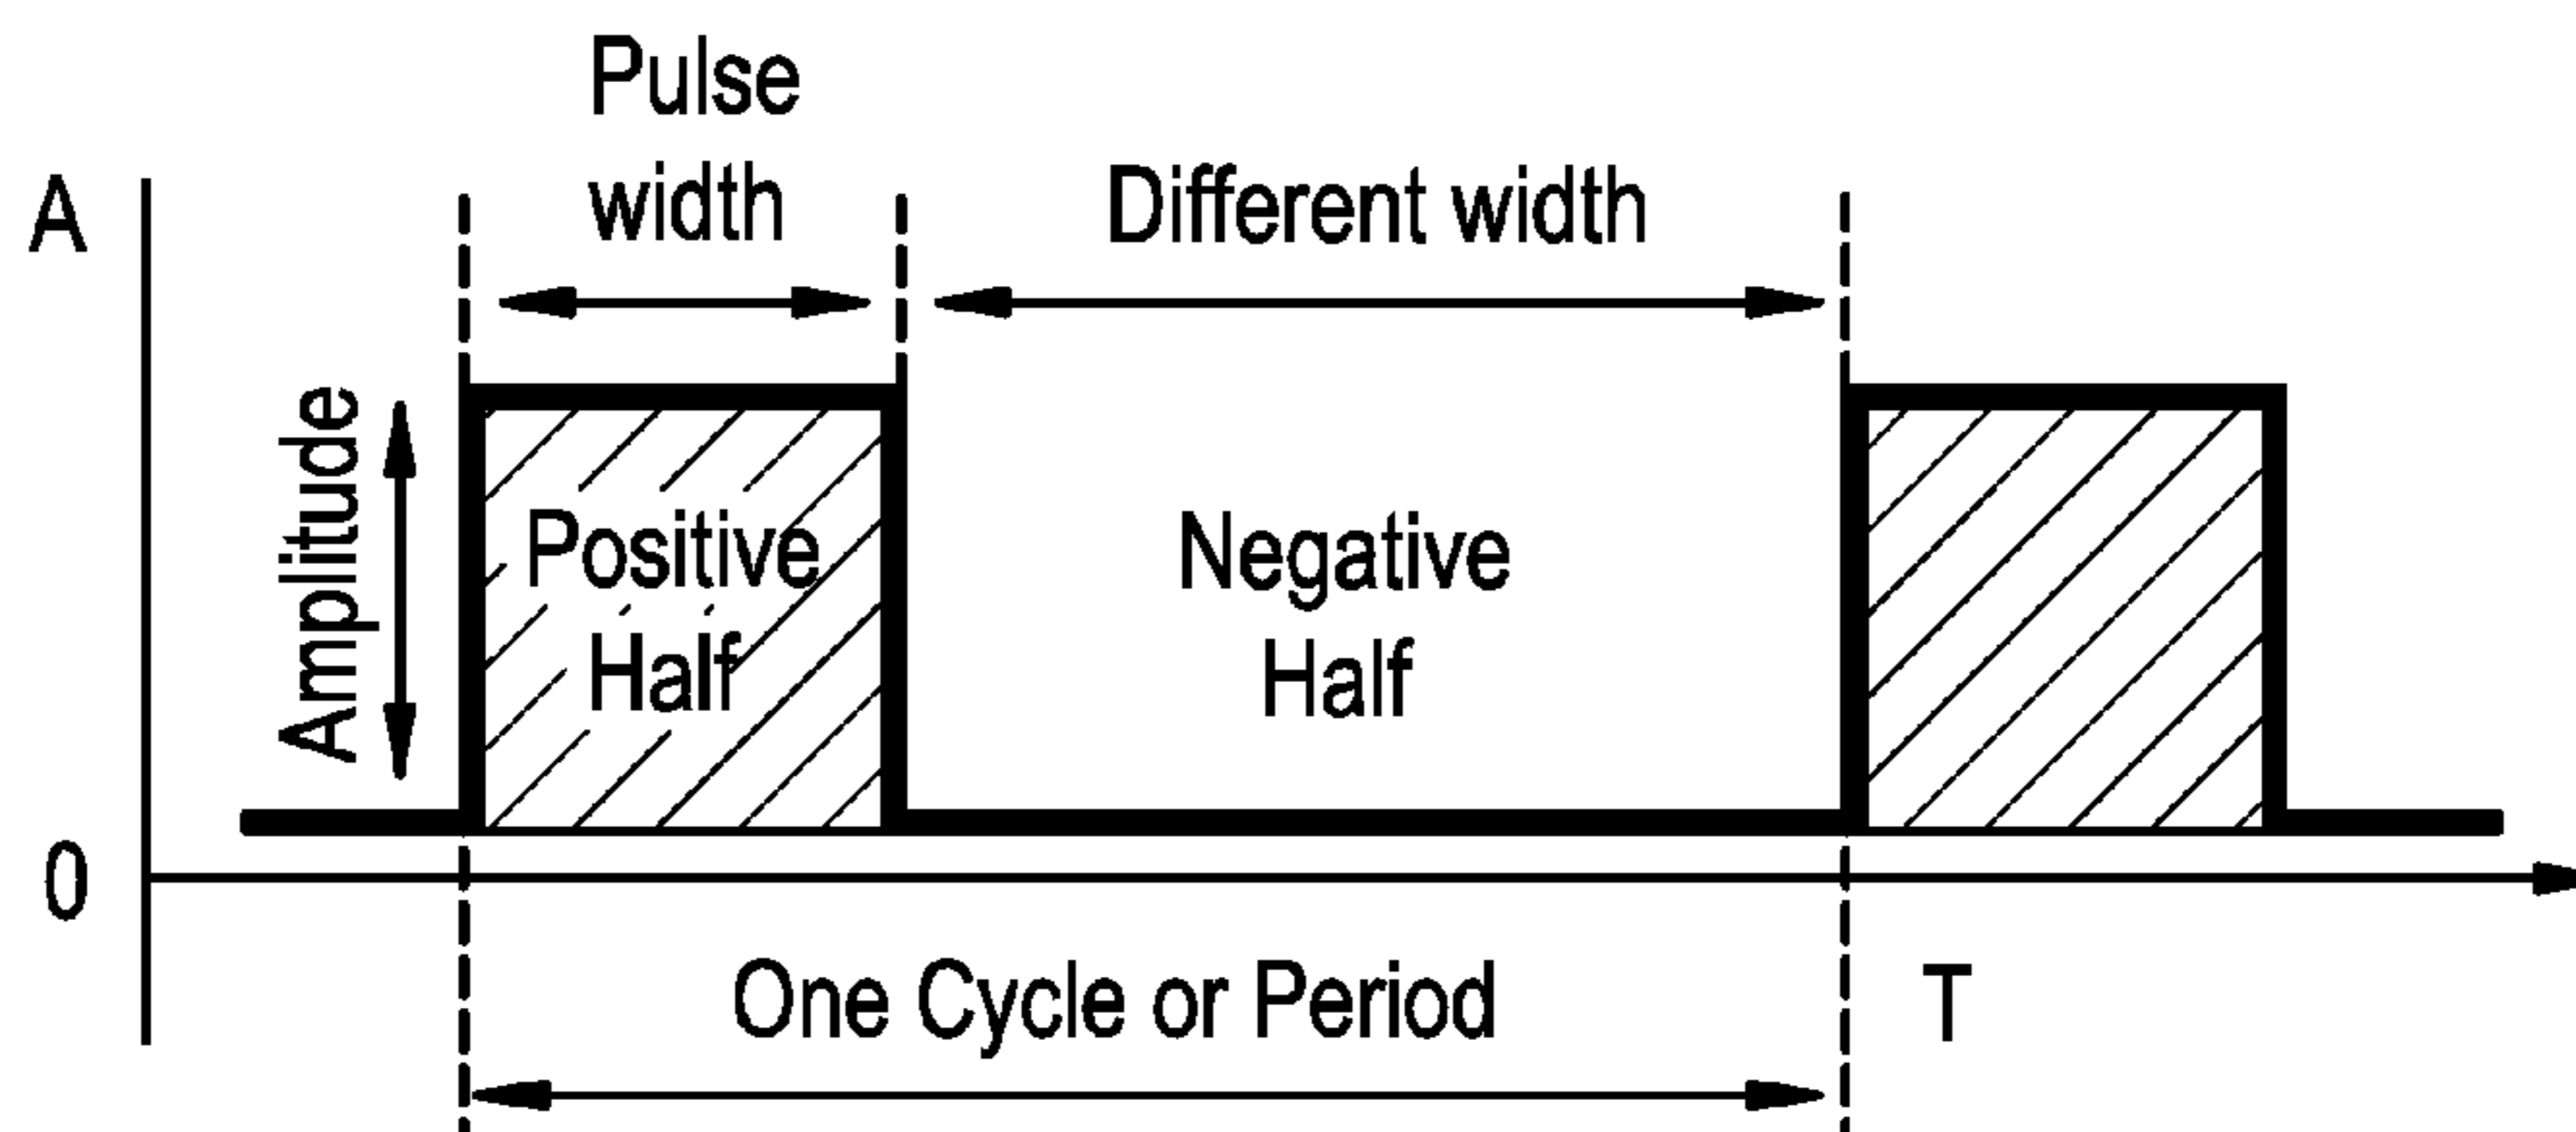 Pulse
width
Different width
A
Amplitude
Positive
Half
Negative
Half
0
One Cycle or Period
T